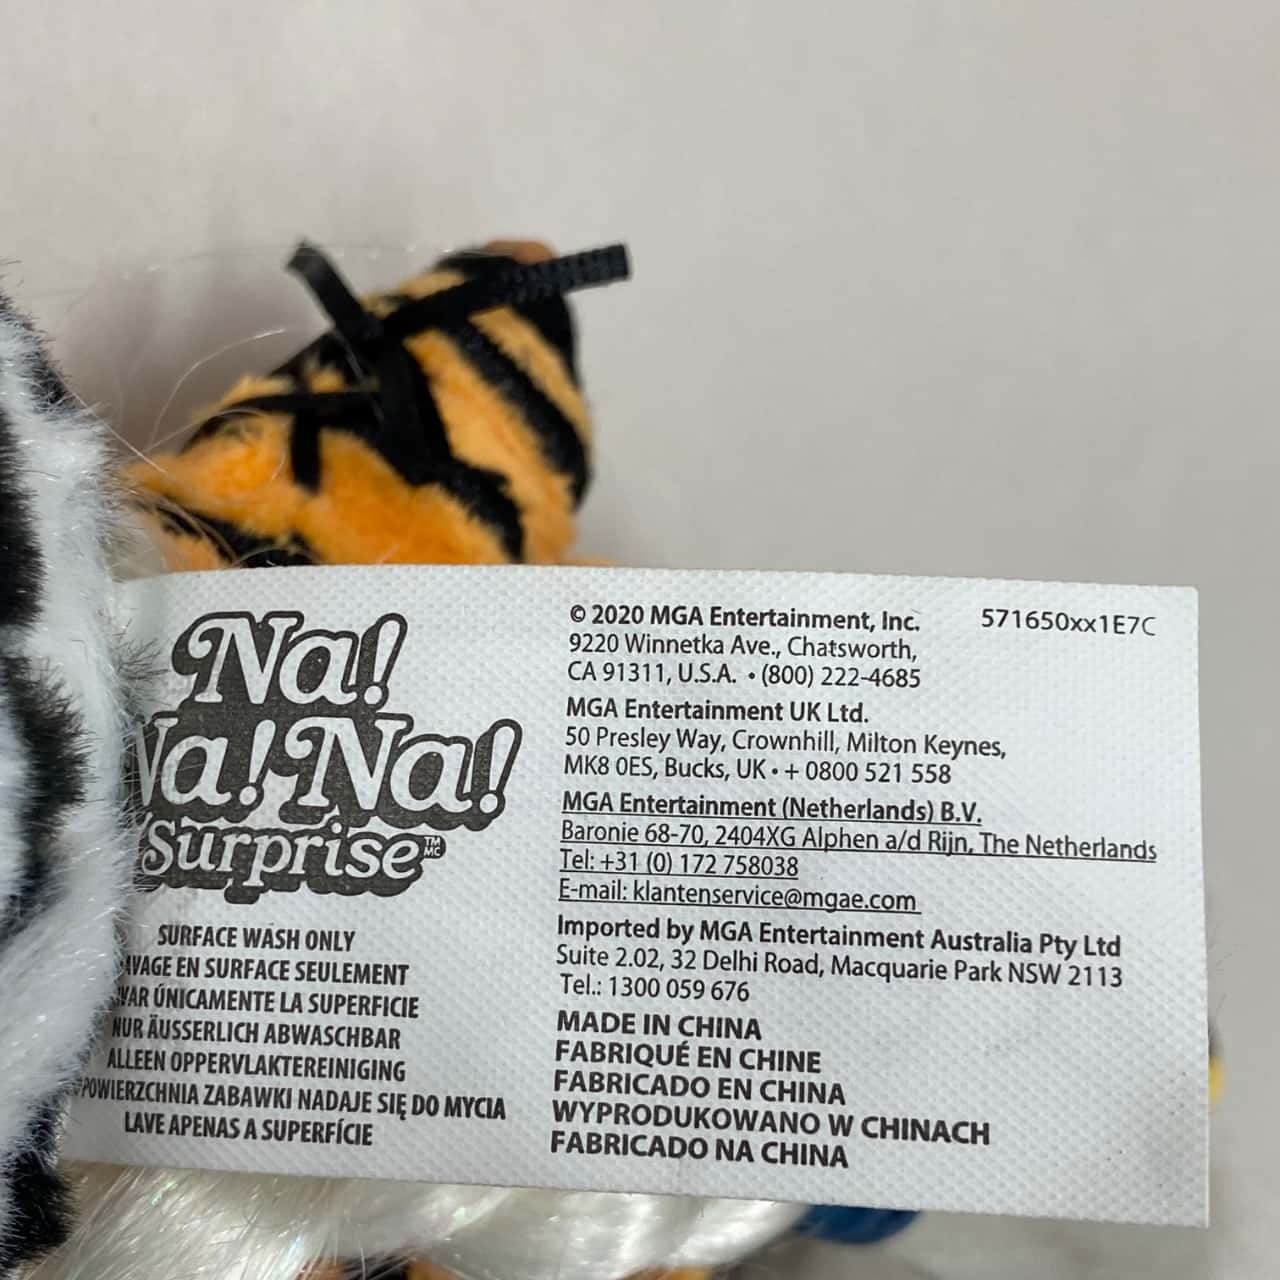 Na!
Na! Na!
Surprise™
MC
SURFACE WASH ONLY
EN SURFACE SEULEMENT
ÚNICAMENTE LA SUPERFICIE
NUR ÄUSSERLICH ABWASCHBAR
ALLEEN OPPERVLAKTEREINIGING
POWIERZCHNIA ZABAWKI NADAJE SIĘ DO MYCIA
LAVE APENAS A SUPERFÍCIE
© 2020 MGA Entertainment, Inc. 571650xx1E7C
9220 Winnetka Ave., Chatsworth,
CA 91311, U.S.A. • (800) 222-4685
MGA Entertainment UK Ltd.
50 Presley Way, Crownhill, Milton Keynes,
MK8 0ES, Bucks, UK • + 0800 521 558
MGA Entertainment (Netherlands) B.V.
Baronie 68-70, 2404XG Alphen a/d Rijn, The Netherlands
Tel: +31 (0) 172 758038
E-mail: klantenservice@mgae.com
Imported by MGA Entertainment Australia Pty Ltd
Suite 2.02, 32 Delhi Road, Macquarie Park NSW 2113
Tel.: 1300 059 676
MADE IN CHINA
FABRIQUÉ EN CHINE
FABRICADO EN CHINA
WYPRODUKOWANO W CHINACH
FABRICADO NA CHINA